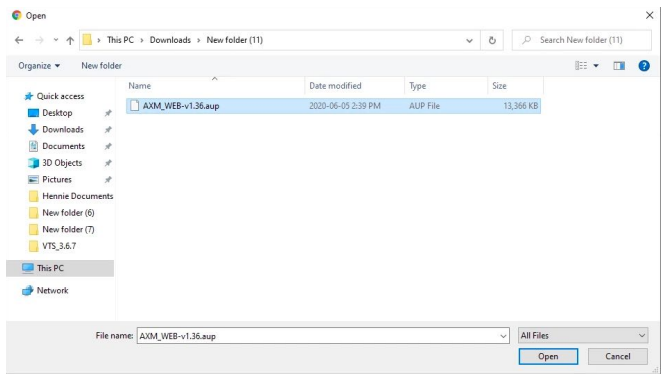 Open
This PC > Downloads > New folder (11)
Search New folder (11)
Organize
New folder
Name
Date modified
Type
Size
Quick access
Desktop
Downloads
Documents
3D Objects
Pictures
Hennie Documents
New folder (6)
New folder (7)
VTS_3.6.7
This PC
Network
AXM_WEB-v1.36.aup 2020-06-05 2:39 PM AUP File 13,366 KB
File name: AXM_WEB-v1.36.aup
All Files
Open
Cancel